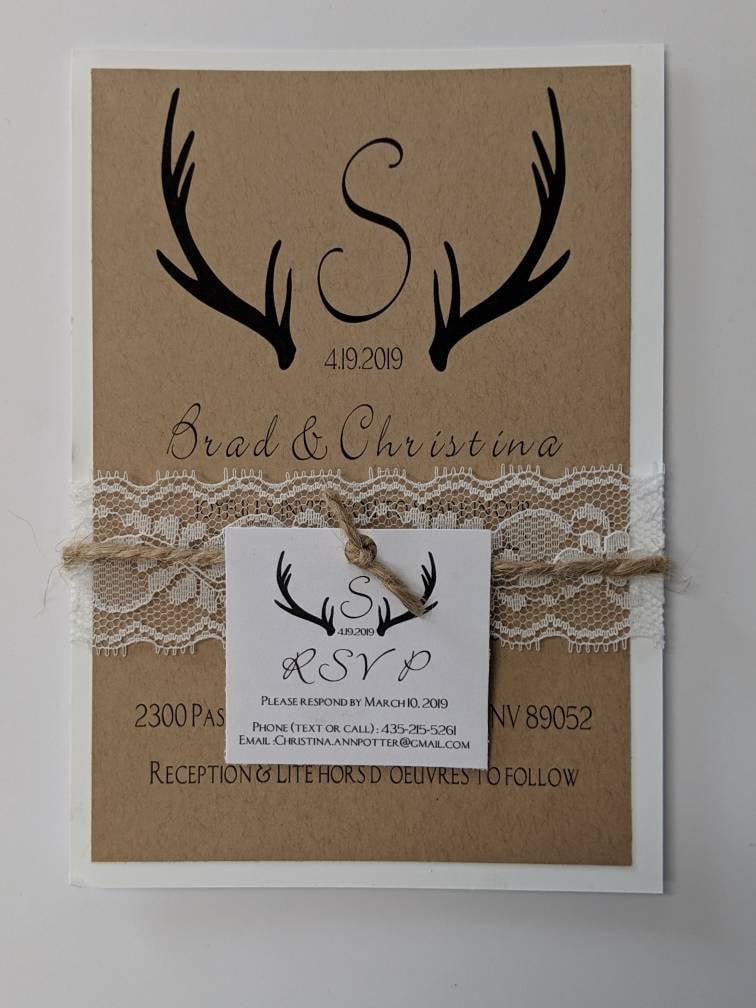 S
4.19.2019
Brad & Christina
S
4.19.2019
RSVP
PLEASE RESPOND BY MARCH 10, 2019
PHONE (TEXT OR CALL) : 435-215-5261
EMAIL :CHRISTINA.ANNPOTTER@GMAIL.COM
2300 PAS NV 89052
RECEPTION & LITE HORS D OEUVRES TO FOLLOW